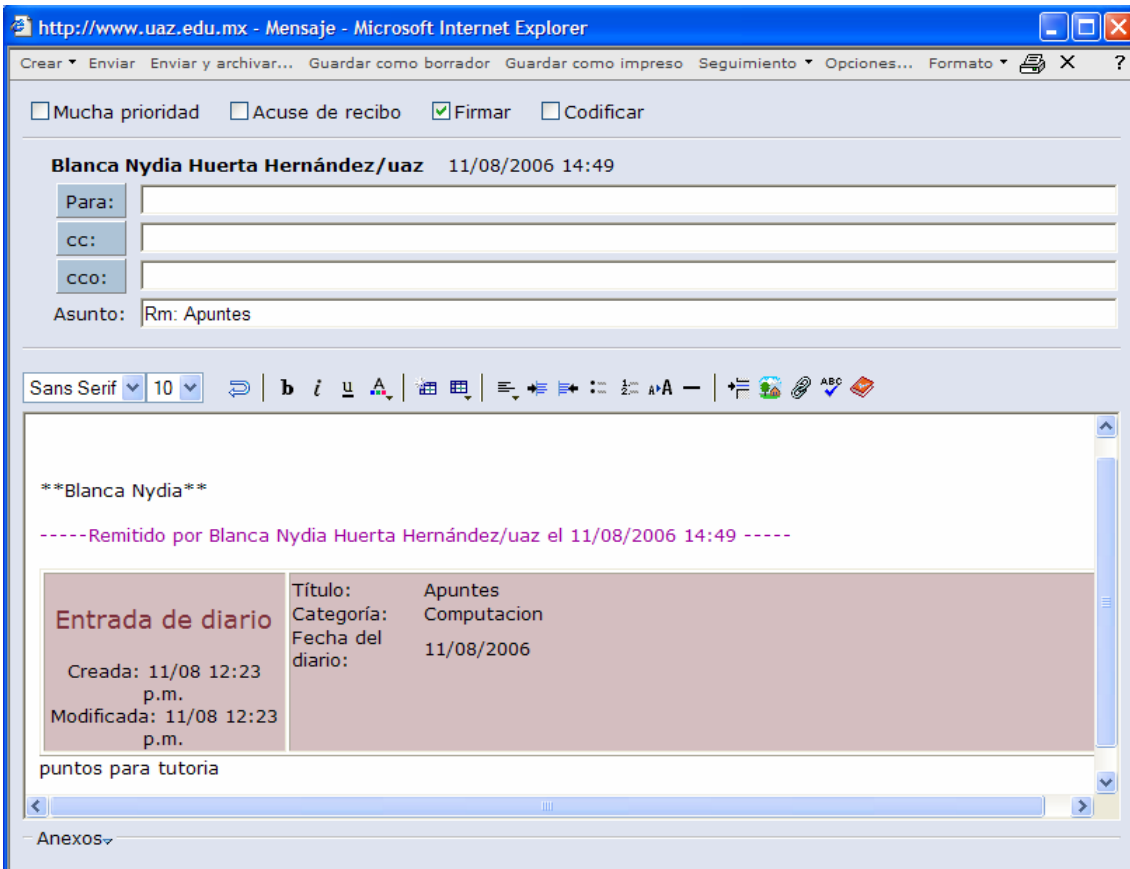 http://www.uaz.edu.mx - Mensaje - Microsoft Internet Explorer
Crear Enviar Enviar y archivar... Guardar como borrador Guardar como impreso Seguimiento Opciones... Formato ?
Mucha prioridad Acuse de recibo Firmar Codificar
Blanca Nydia Huerta Hernández/uaz 11/08/2006 14:49
Para:
cc:
cco:
Asunto: Rm: Apuntes
Sans Serif 10 b i u A A A ABC
**Blanca Nydia**
-----Remitido por Blanca Nydia Huerta Hernández/uaz el 11/08/2006 14:49 -----
Entrada de diario
Creada: 11/08 12:23
p.m.
Modificada: 11/08 12:23
p.m.
Título: Apuntes
Categoría: Computacion
Fecha del
diario: 11/08/2006
puntos para tutoria
Anexos